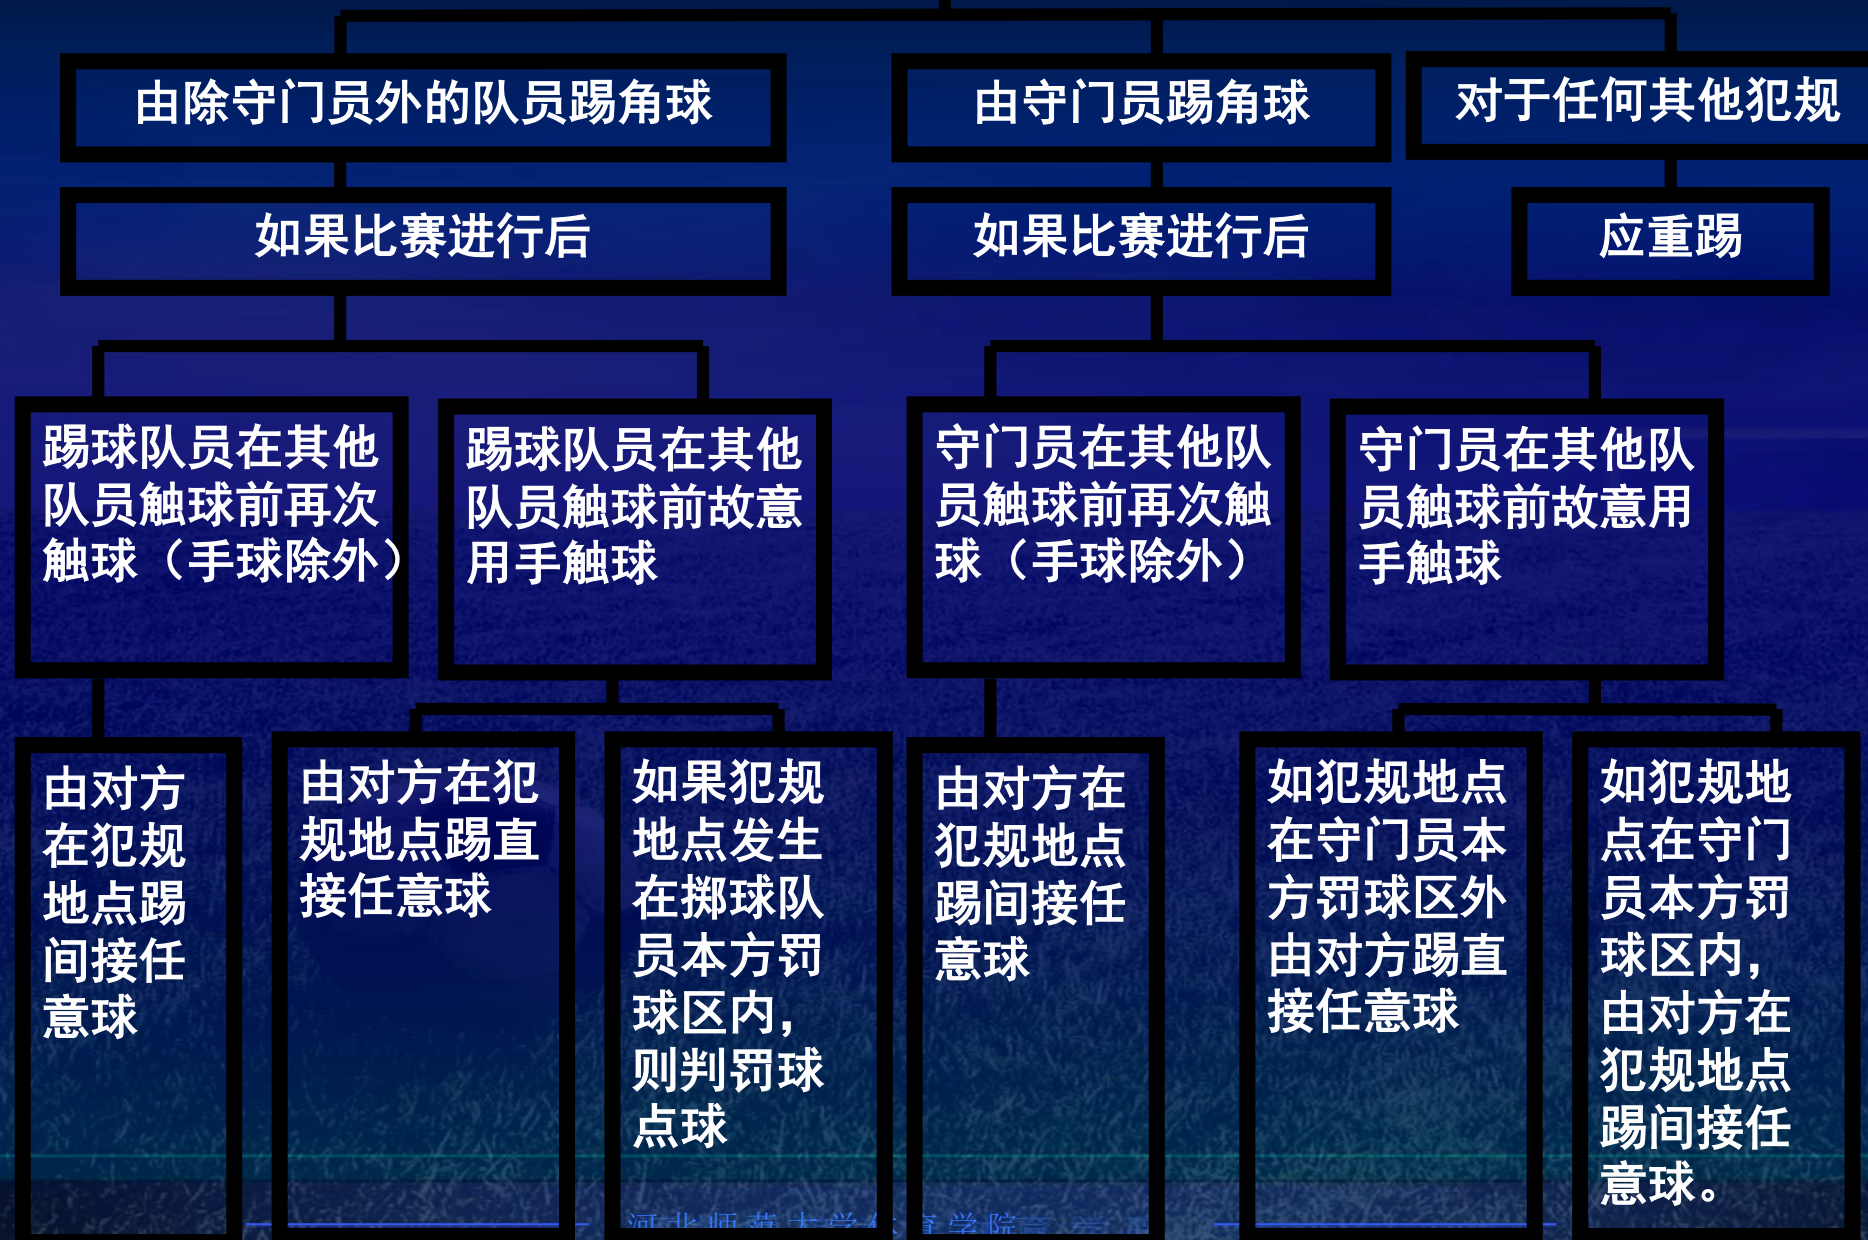 由除守门员外的队员踢角球
由守门员踢角球
对于任何其他犯规
如果比赛进行后
如果比赛进行后
应重踢
踢球队员在其他
队员触球前再次
触球（手球除外）
踢球队员在其他
队员触球前故意
用手触球
守门员在其他队
员触球前再次触
球（手球除外）
守门员在其他队
员触球前故意用
手触球
由对方
在犯规
地点踢
间接任
意球
由对方在犯
规地点踢直
接任意球
如果犯规
地点发生
在掷球队
员本方罚
球区内，
则判罚球
点球
由对方在
犯规地点
踢间接任
意球
如犯规地点
在守门员本
方罚球区外
由对方踢直
接任意球
如犯规地
点在守门
员本方罚
球区内，
由对方在
犯规地点
踢间接任
意球。
河北师范大学体育学院